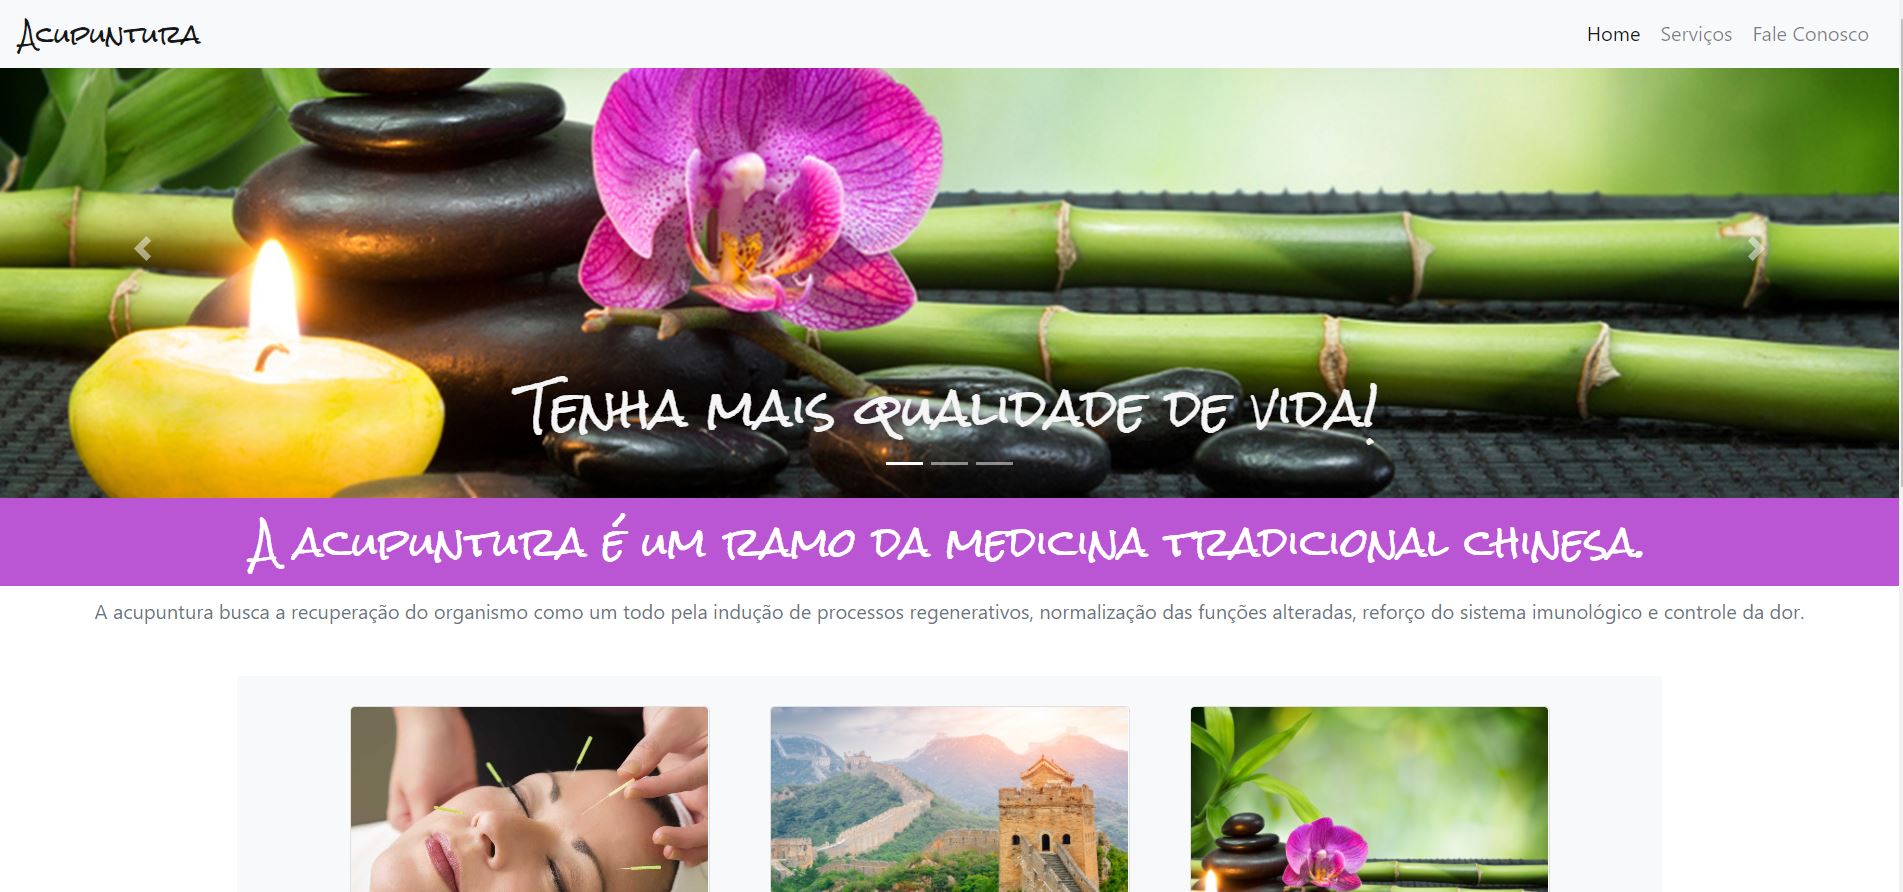 Acupuntura
Home Serviços Fale Conosco
Tenha mais qualidade de vida!
A acupuntura é um ramo da medicina tradicional chinesa.
A acupuntura busca a recuperação do organismo como um todo pela indução de processos regenerativos, normalização das funções alteradas, reforço do sistema imunológico e controle da dor.